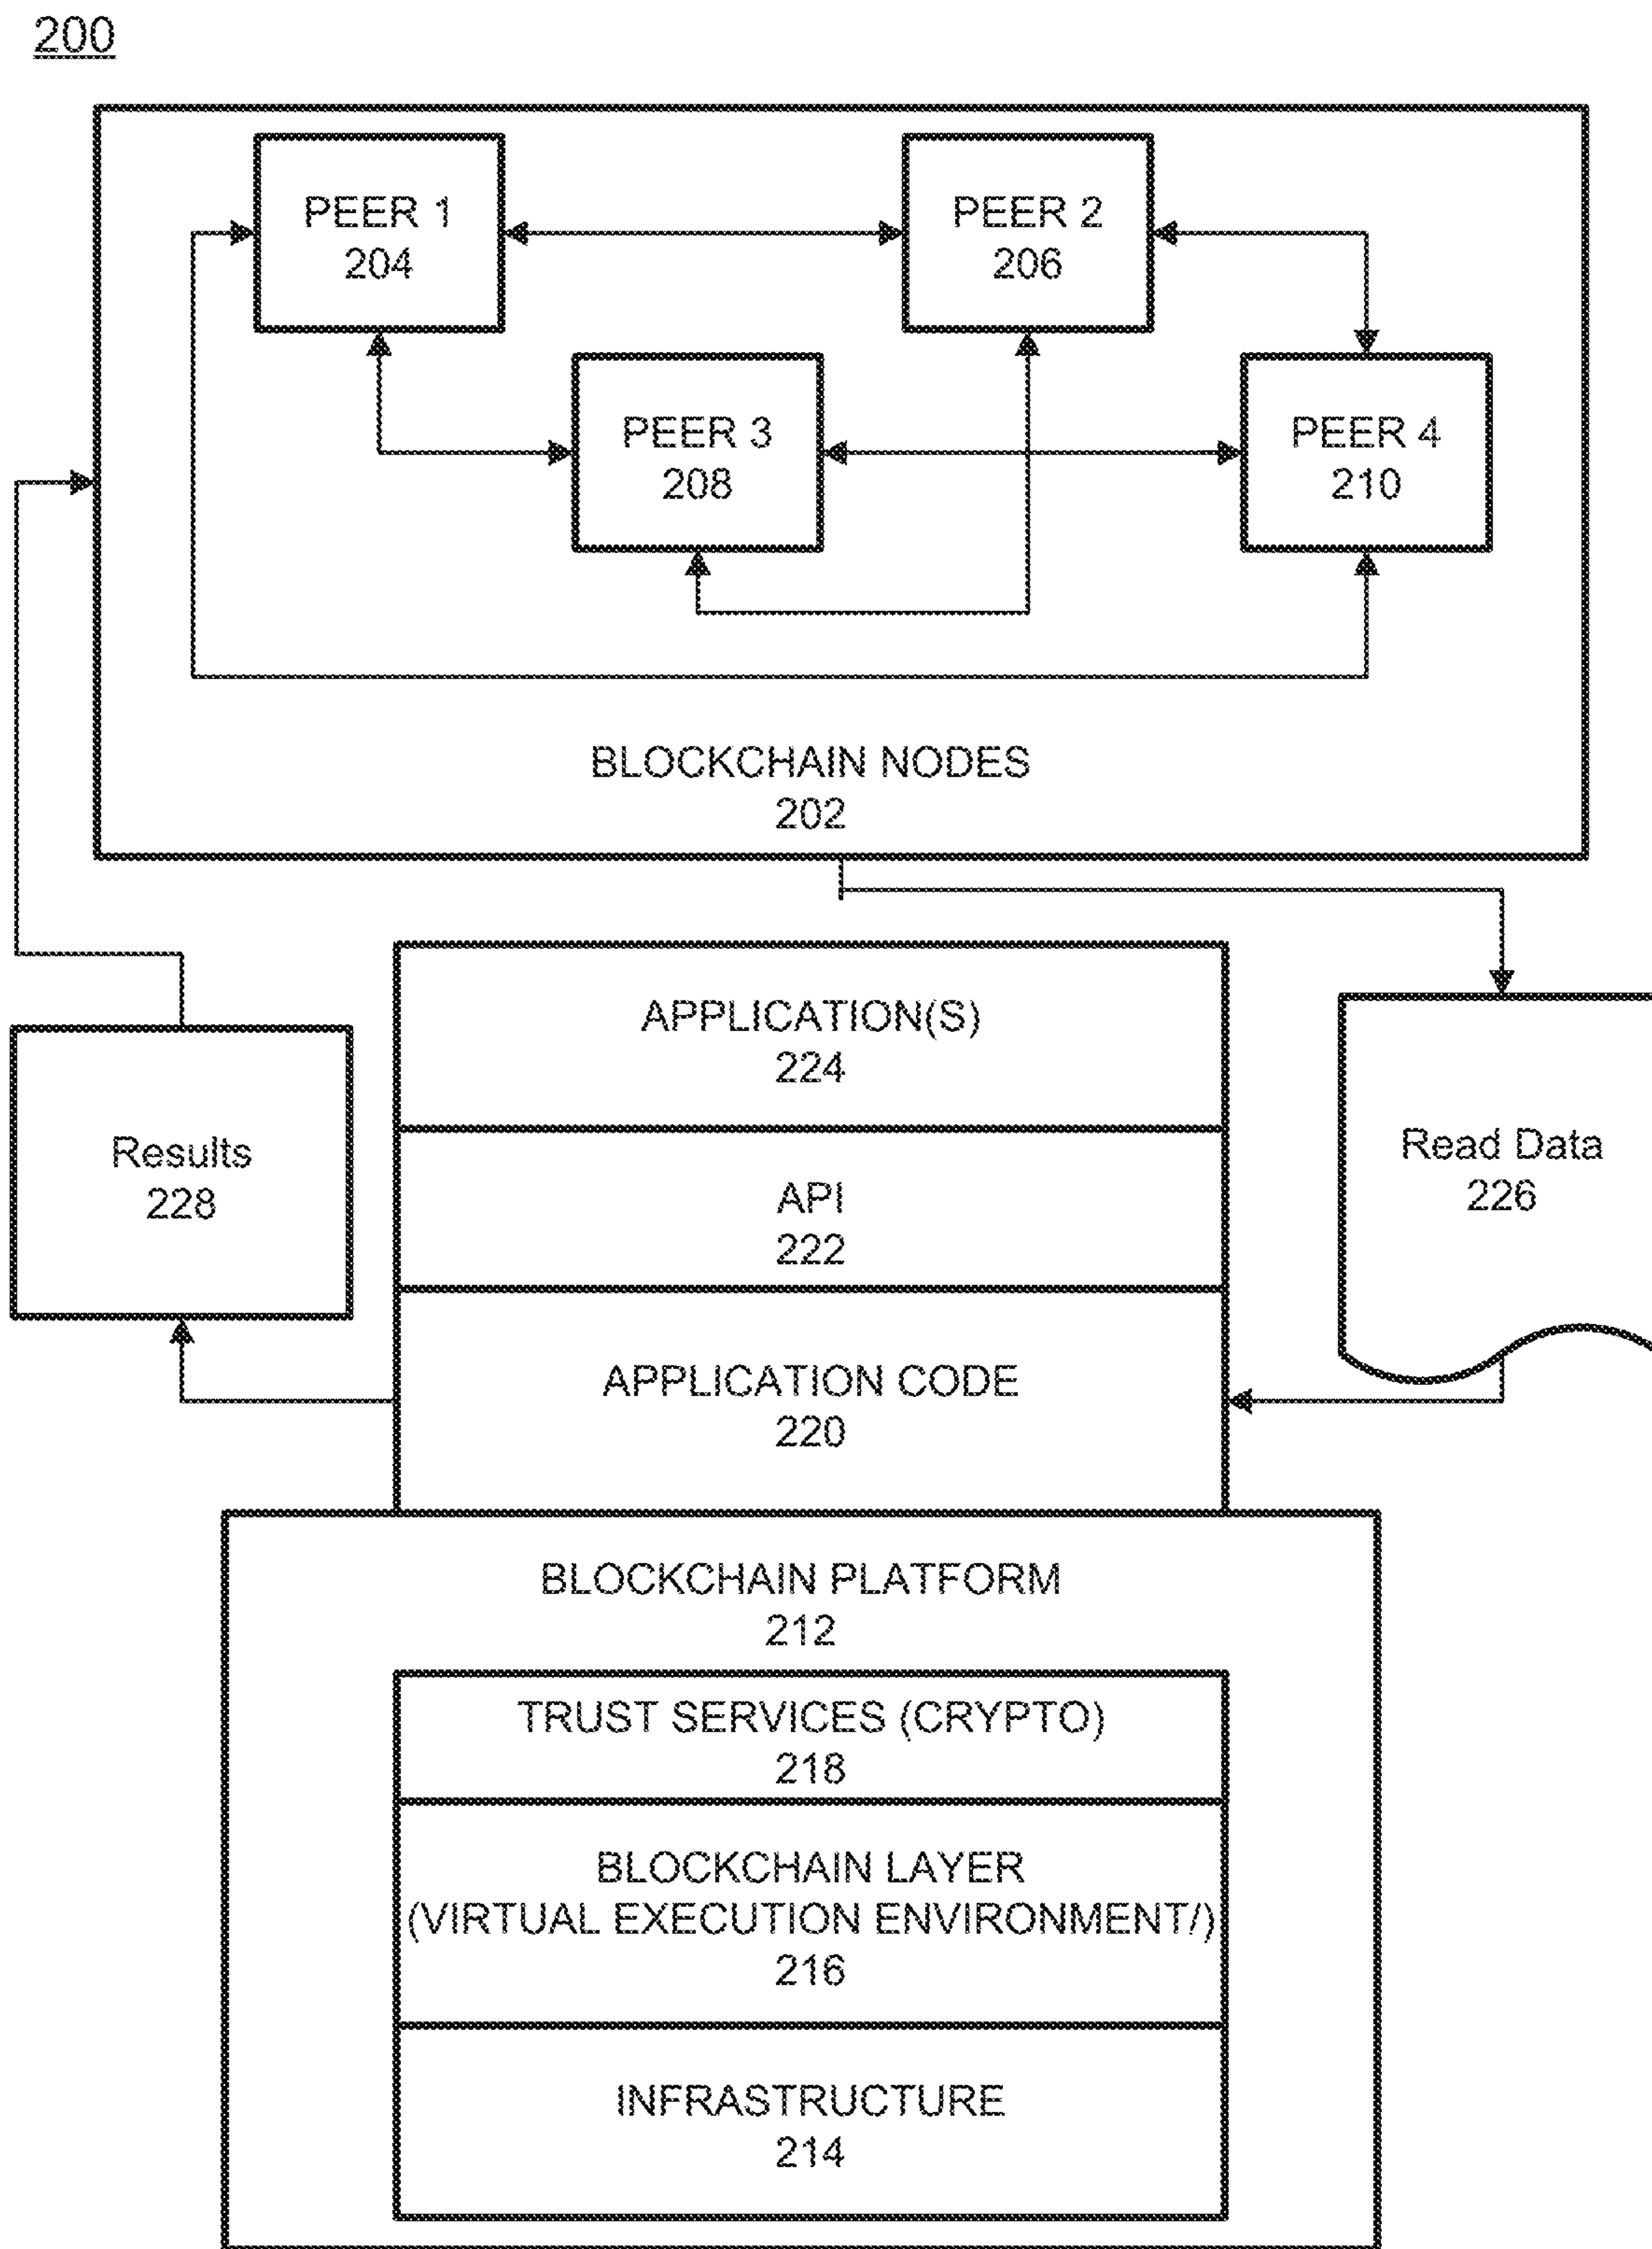 200
PEER 1
204
PEER 2
206
PEER 3
208
PEER 4
210
BLOCKCHAIN NODES
202
APPLICATION(S)
224
Results
228
API
222
Read Data
226
APPLICATION CODE
220
BLOCKCHAIN PLATFORM
212
TRUST SERVICES (CRYPTO)
218
BLOCKCHAIN LAYER
(VIRTUAL EXECUTION ENVIRONMENT/)
216
INFRASTRUCTURE
214